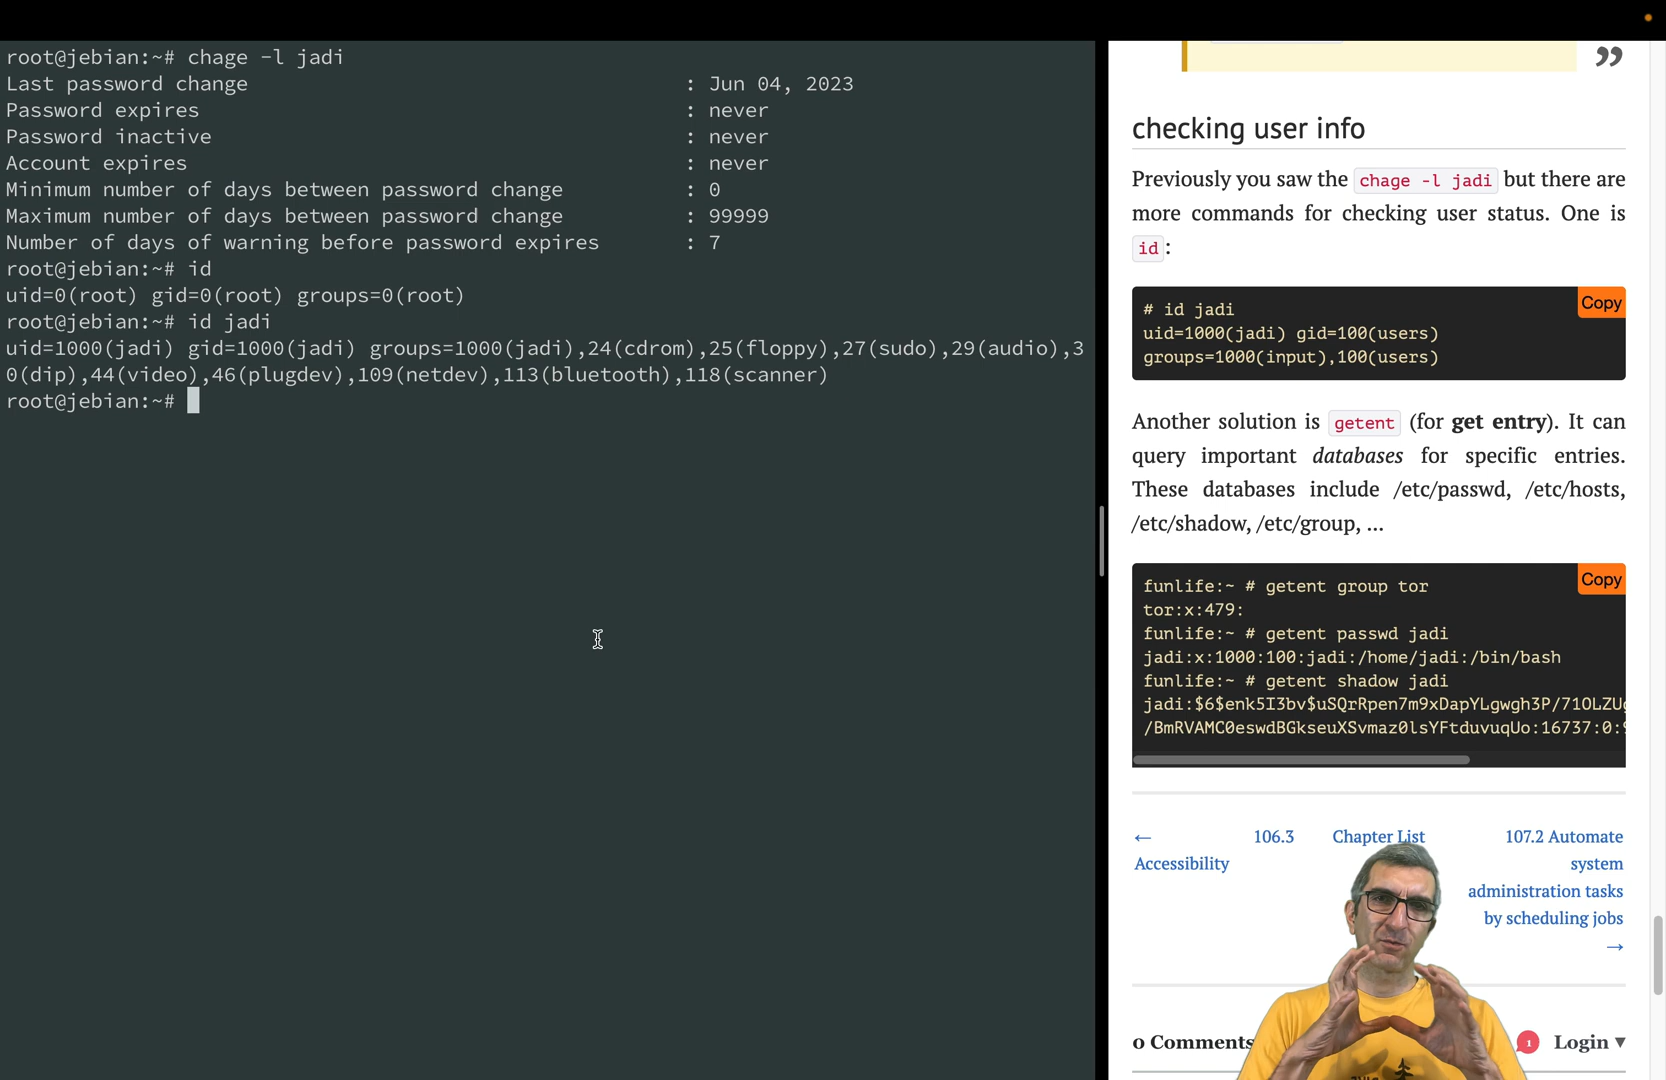 root@jebian:~# chage -l jadi
Last password change : Jun 04, 2023
Password expires : never
Password inactive : never
Account expires : never
Minimum number of days between password change : 0
Maximum number of days between password change : 99999
Number of days of warning before password expires : 7
root@jebian:~# id
uid=0(root) gid=0(root) groups=0(root)
root@jebian:~# id jadi
uid=1000(jadi) gid=1000(jadi) groups=1000(jadi),24(cdrom),25(floppy),27(sudo),29(audio),3
0(dip),44(video),46(plugdev),109(netdev),113(bluetooth),118(scanner)
root@jebian:~#
”
checking user info
Previously you saw the chage -l jadi but there are
more commands for checking user status. One is
id:
Copy
# id jadi
uid=1000(jadi) gid=100(users)
groups=1000(input),100(users)
Another solution is getent (for get entry). It can
query important databases for specific entries.
These databases include /etc/passwd, /etc/hosts,
/etc/shadow, /etc/group, ...
Copy
funlife:~ # getent group tor
tor:x:479:
funlife:~ # getent passwd jadi
jadi:x:1000:100:jadi:/home/jadi:/bin/bash
funlife:~ # getent shadow jadi
jadi:$6$enk5I3bv$uSQrRpen7m9xDapYLgwgh3P/71OLZU
/BmRVAMC0eswdBGkseuXSvmaz0lsYFtduvuqUo:16737:0:
← 106.3
Accessibility
Chapter List
107.2 Automate
system
administration tasks
by scheduling jobs
→
0 Comments
1
Login ▼